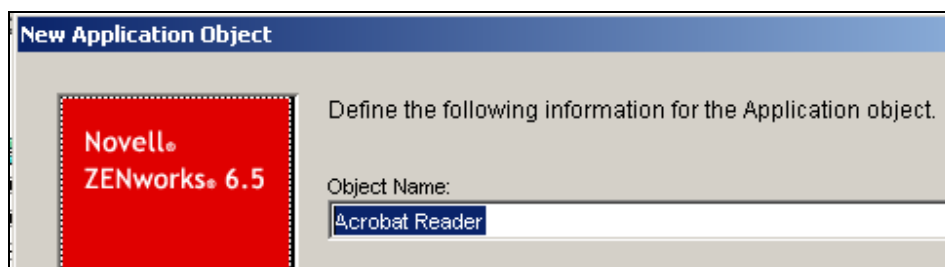 New Application Object
Define the following information for the Application object.
Novell®
ZENworks® 6.5
Object Name:
Acrobat Reader